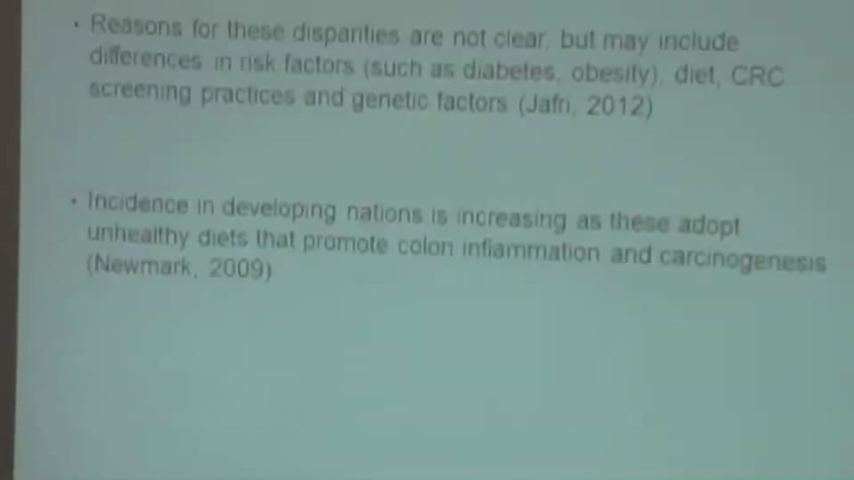 • Reasons for these disparities are not clear, but may include
differences in risk factors (such as diabetes, obesity), diet, CRC
screening practices and genetic factors (Jafri, 2012)
• Incidence in developing nations is increasing as these adopt
unhealthy diets that promote colon inflammation and carcinogenesis
(Newmark, 2009)